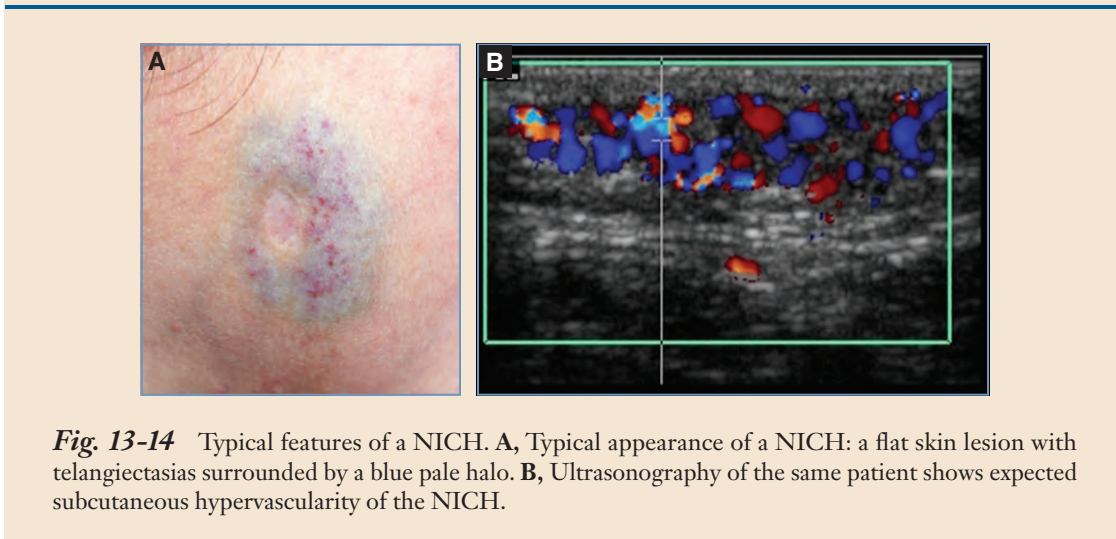 A
B
Fig. 13-14 Typical features of a NICH. A, Typical appearance of a NICH: a flat skin lesion with
telangiectasias surrounded by a blue pale halo. B, Ultrasonography of the same patient shows expected
subcutaneous hypervascularity of the NICH.